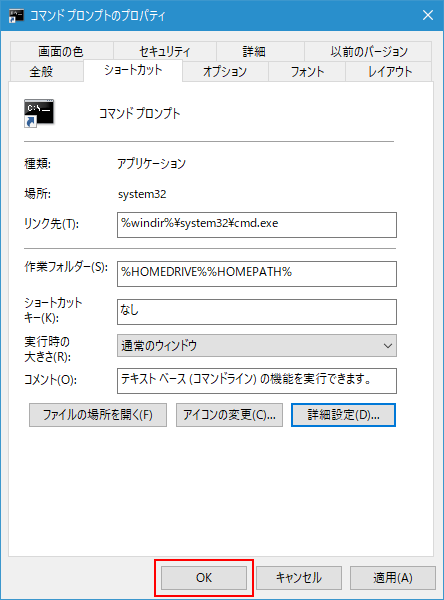 コマンド プロンプトのプロパティ
画面の色 セキュリティ 詳細 以前のバージョン
全般 ショートカット オプション フォント レイアウト
C:\_
コマンド プロンプト
種類: アプリケーション
場所: system32
リンク先(T): %windir%¥system32¥cmd.exe
作業フォルダー(S): %HOMEDRIVE%%HOMEPATH%
ショートカット
キー(K): なし
実行時の
大きさ(R): 通常のウィンドウ
コメント(O): テキスト ベース (コマンドライン) の機能を実行できます。
ファイルの場所を開く(F) アイコンの変更(C)... 詳細設定(D)...
OK キャンセル 適用(A)